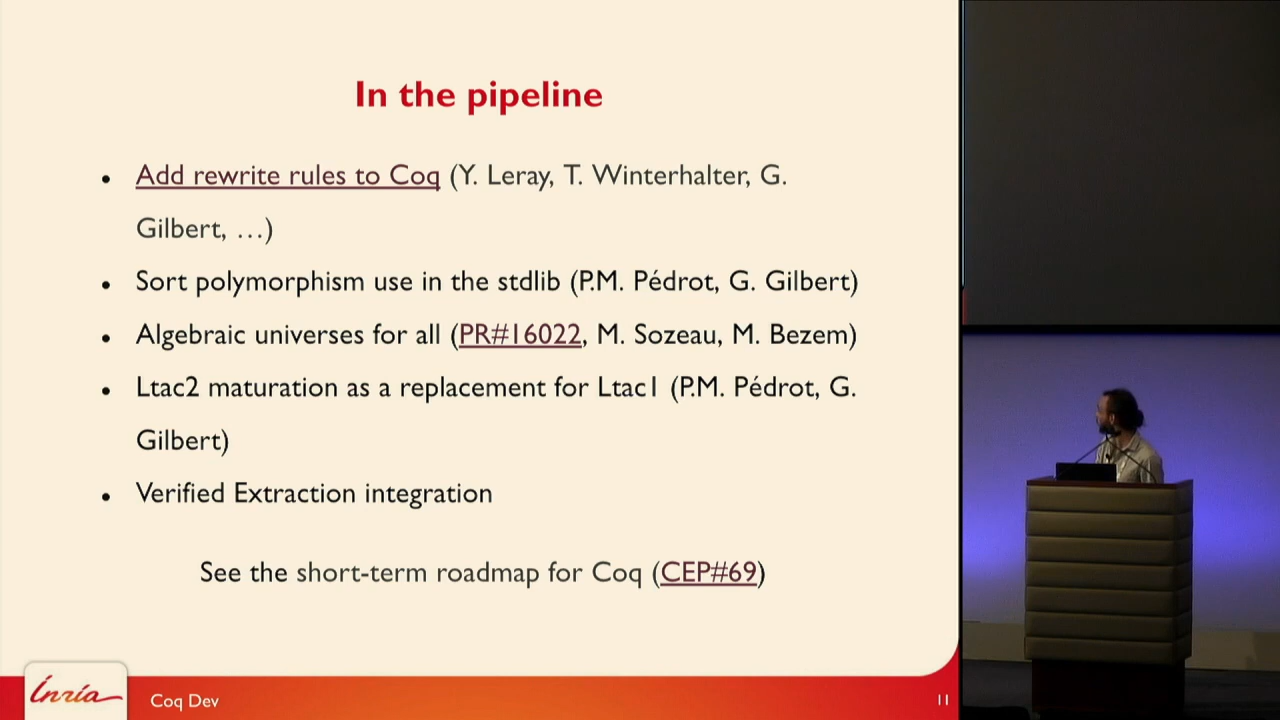 In the pipeline
• Add rewrite rules to Coq (Y. Leray, T. Winterhalter, G.
Gilbert, …)
• Sort polymorphism use in the stdlib (P.M. Pédrot, G. Gilbert)
• Algebraic universes for all (PR#16022, M. Sozeau, M. Bezem)
• Ltac2 maturation as a replacement for Ltac1 (P.M. Pédrot, G.
Gilbert)
• Verified Extraction integration
See the short-term roadmap for Coq (CEP#69)
Inria
Coq Dev
11